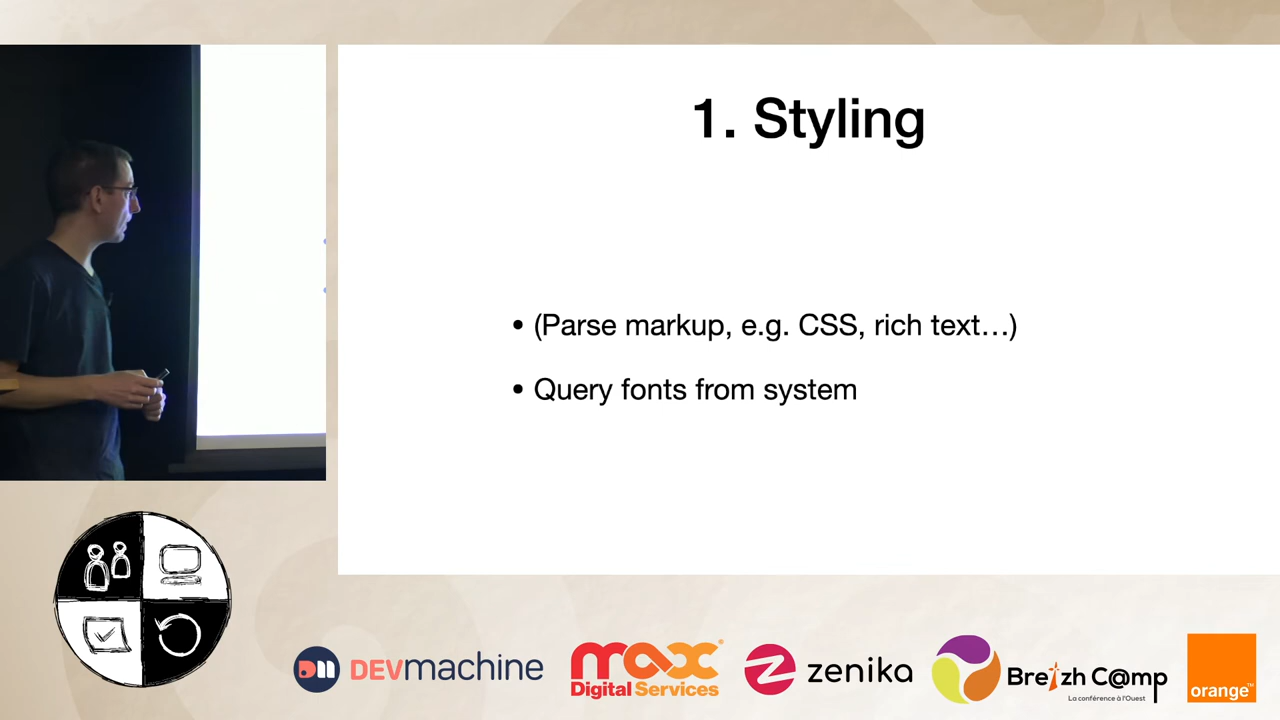 1. Styling
• (Parse markup, e.g. CSS, rich text…)
• Query fonts from system
DEVmachine
max
Digital Services
zenika
Breizh C@mp
La conférence à l'Ouest
orange™